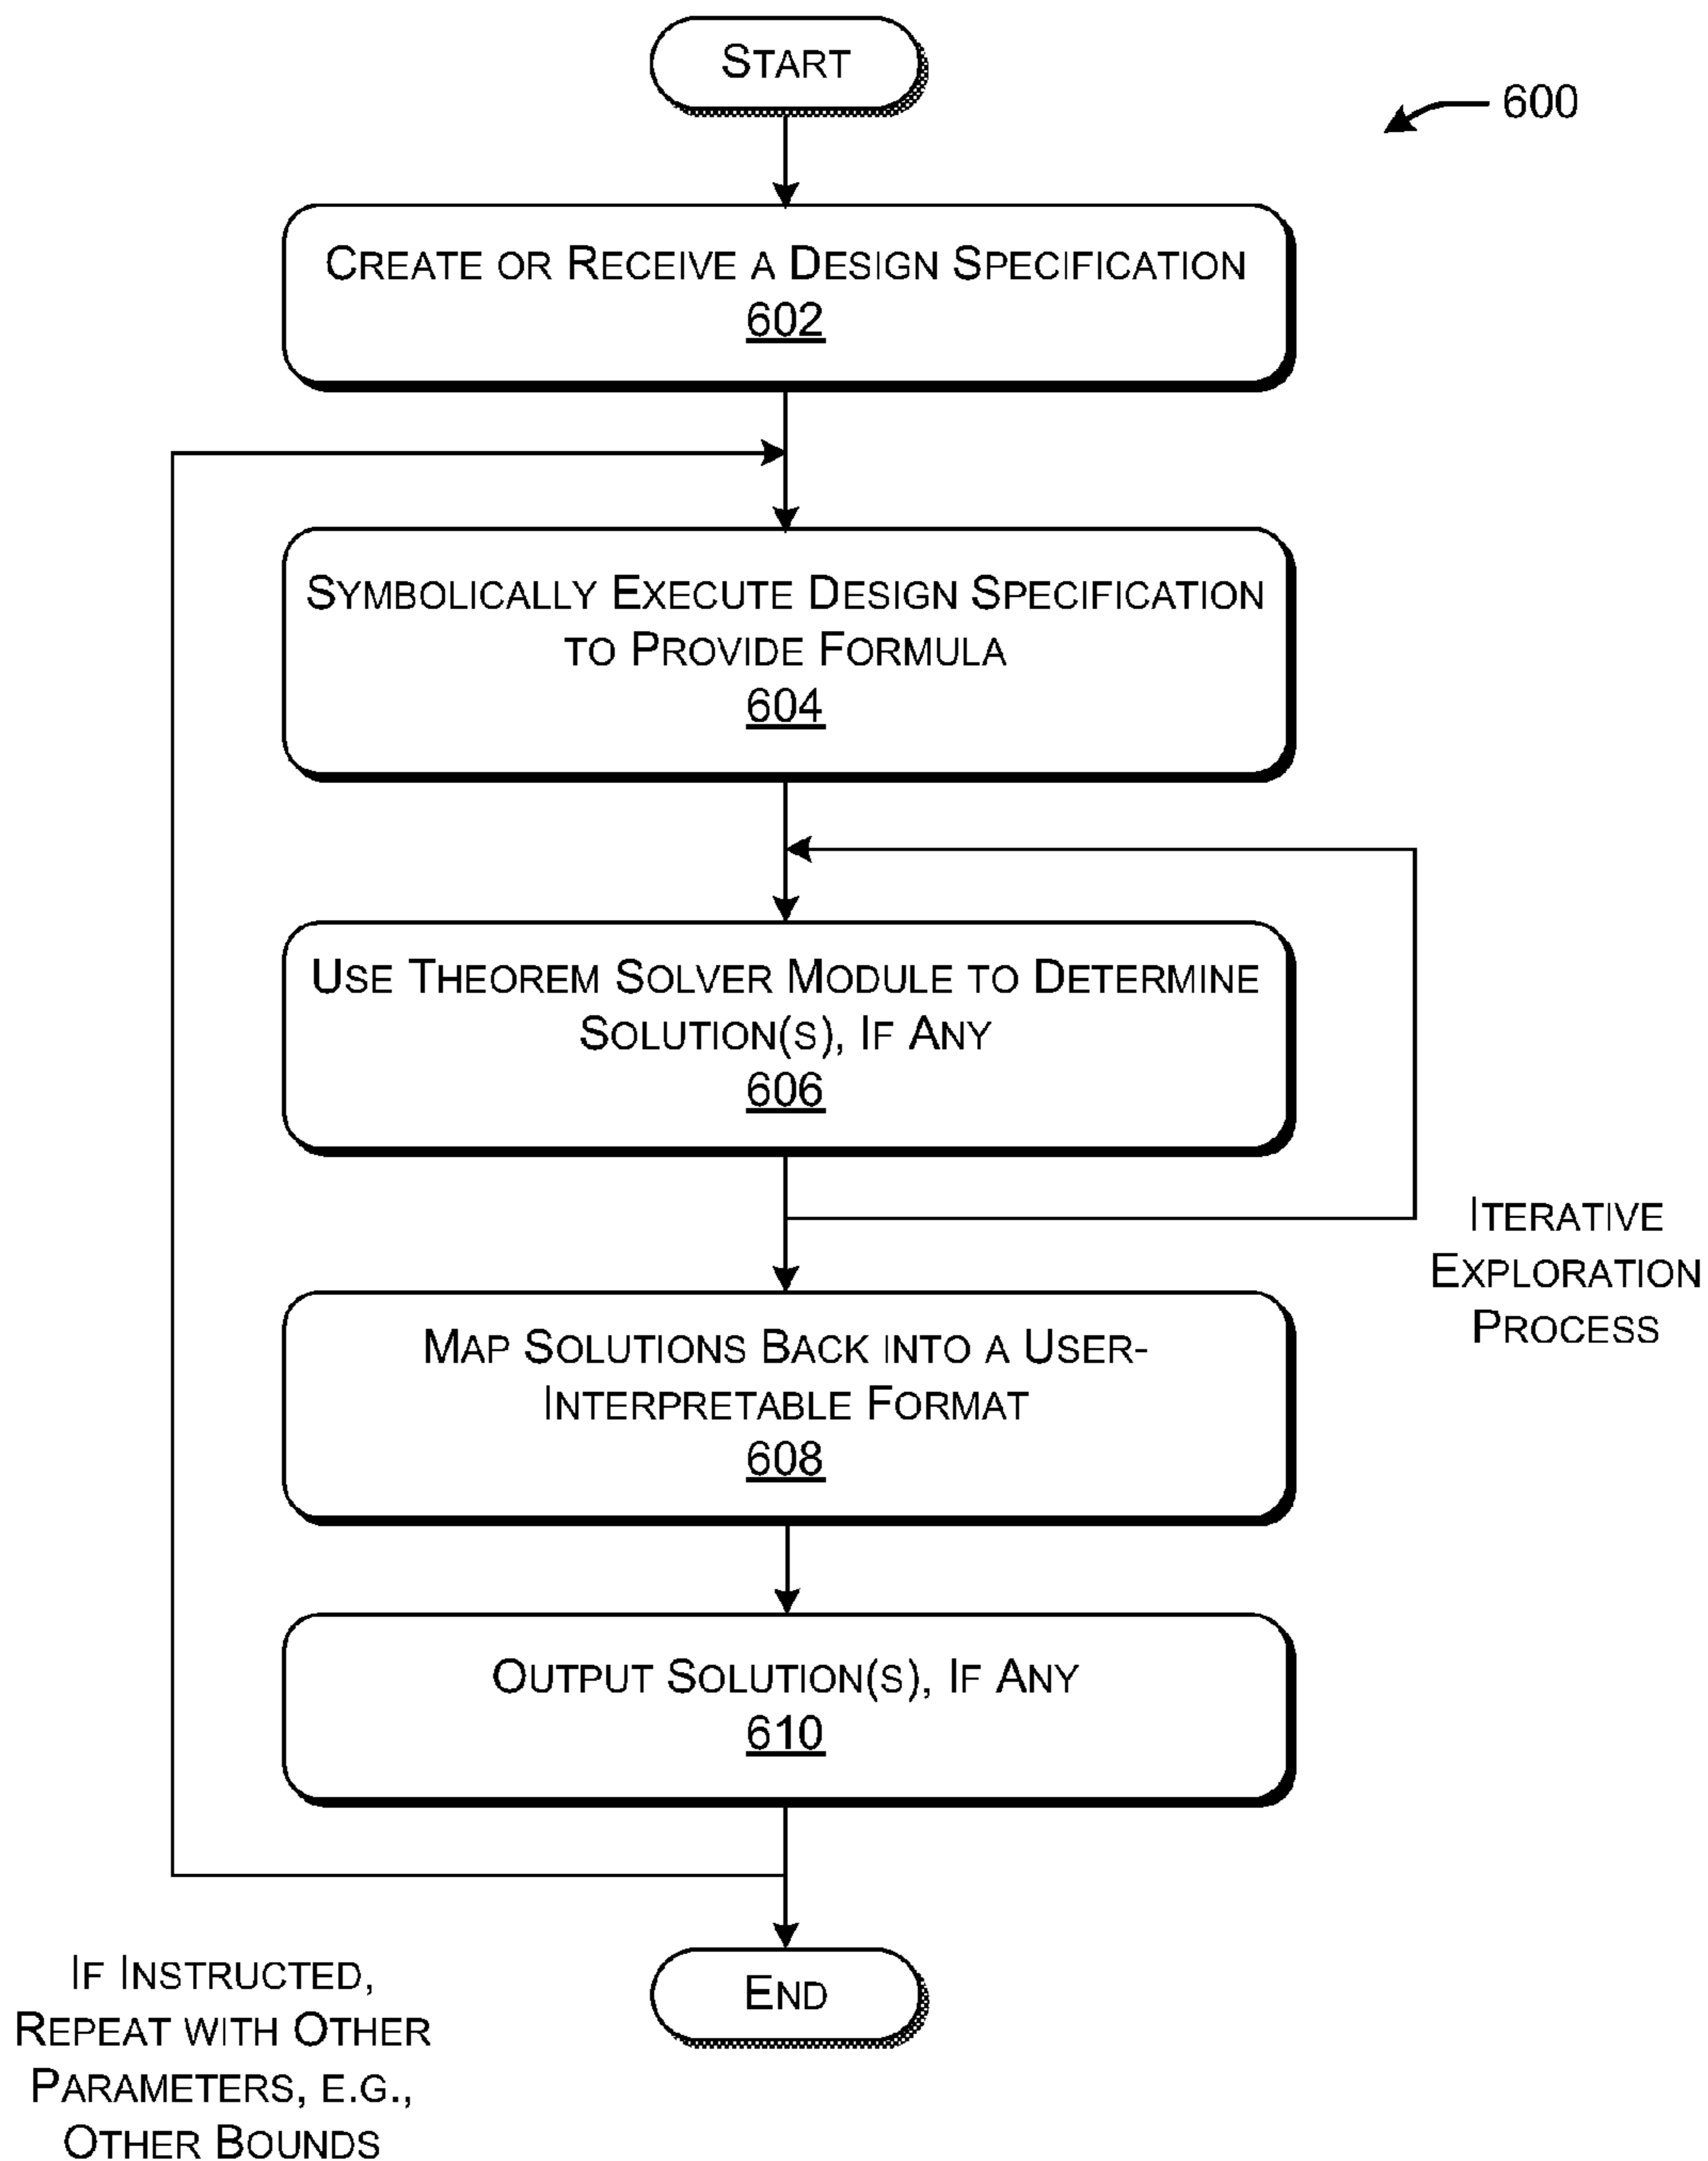 START
600
CREATE OR RECEIVE A DESIGN SPECIFICATION
602
SYMBOLICALLY EXECUTE DESIGN SPECIFICATION
TO PROVIDE FORMULA
604
USE THEOREM SOLVER MODULE TO DETERMINE
SOLUTION(S), IF ANY
606
ITERATIVE
EXPLORATION
PROCESS
MAP SOLUTIONS BACK INTO A USER-
INTERPRETABLE FORMAT
608
OUTPUT SOLUTION(S), IF ANY
610
END
IF INSTRUCTED,
REPEAT WITH OTHER
PARAMETERS, E.G.,
OTHER BOUNDS